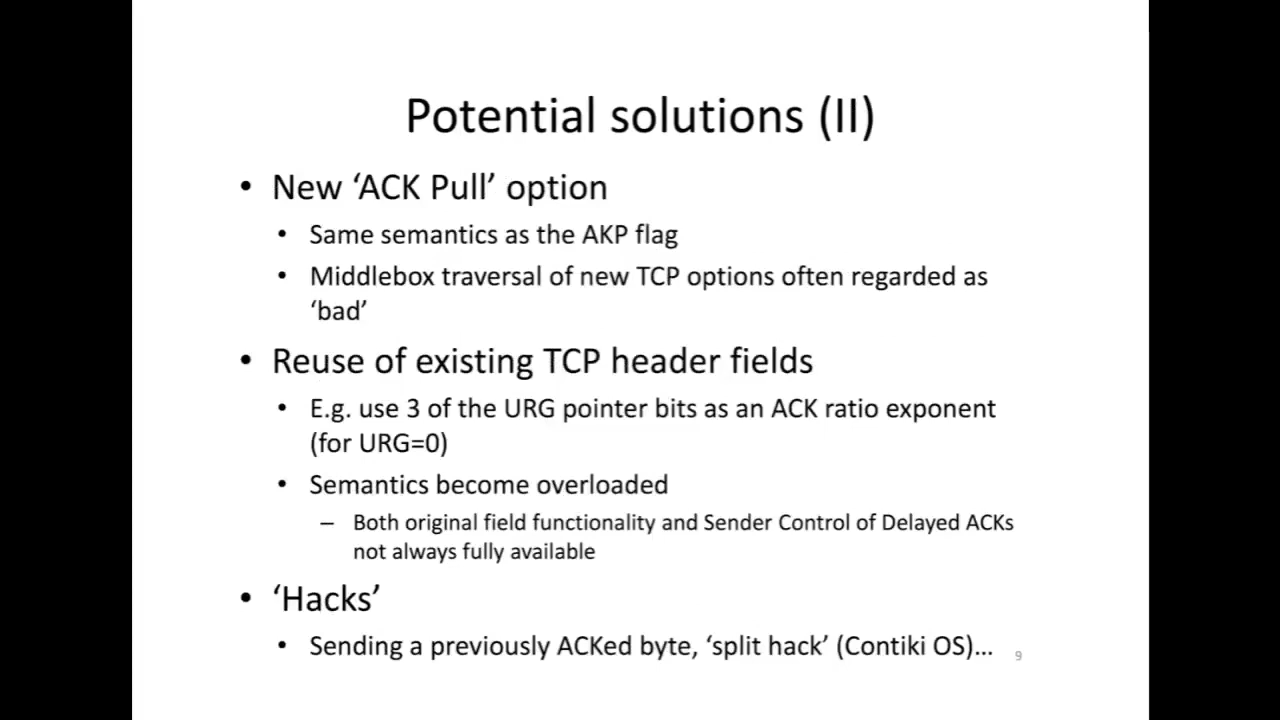 Potential solutions (II)
• New ‘ACK Pull’ option
• Same semantics as the AKP flag
• Middlebox traversal of new TCP options often regarded as
‘bad’
• Reuse of existing TCP header fields
• E.g. use 3 of the URG pointer bits as an ACK ratio exponent
(for URG=0)
• Semantics become overloaded
– Both original field functionality and Sender Control of Delayed ACKs
not always fully available
• ‘Hacks’
• Sending a previously ACKed byte, ‘split hack’ (Contiki OS)...
9